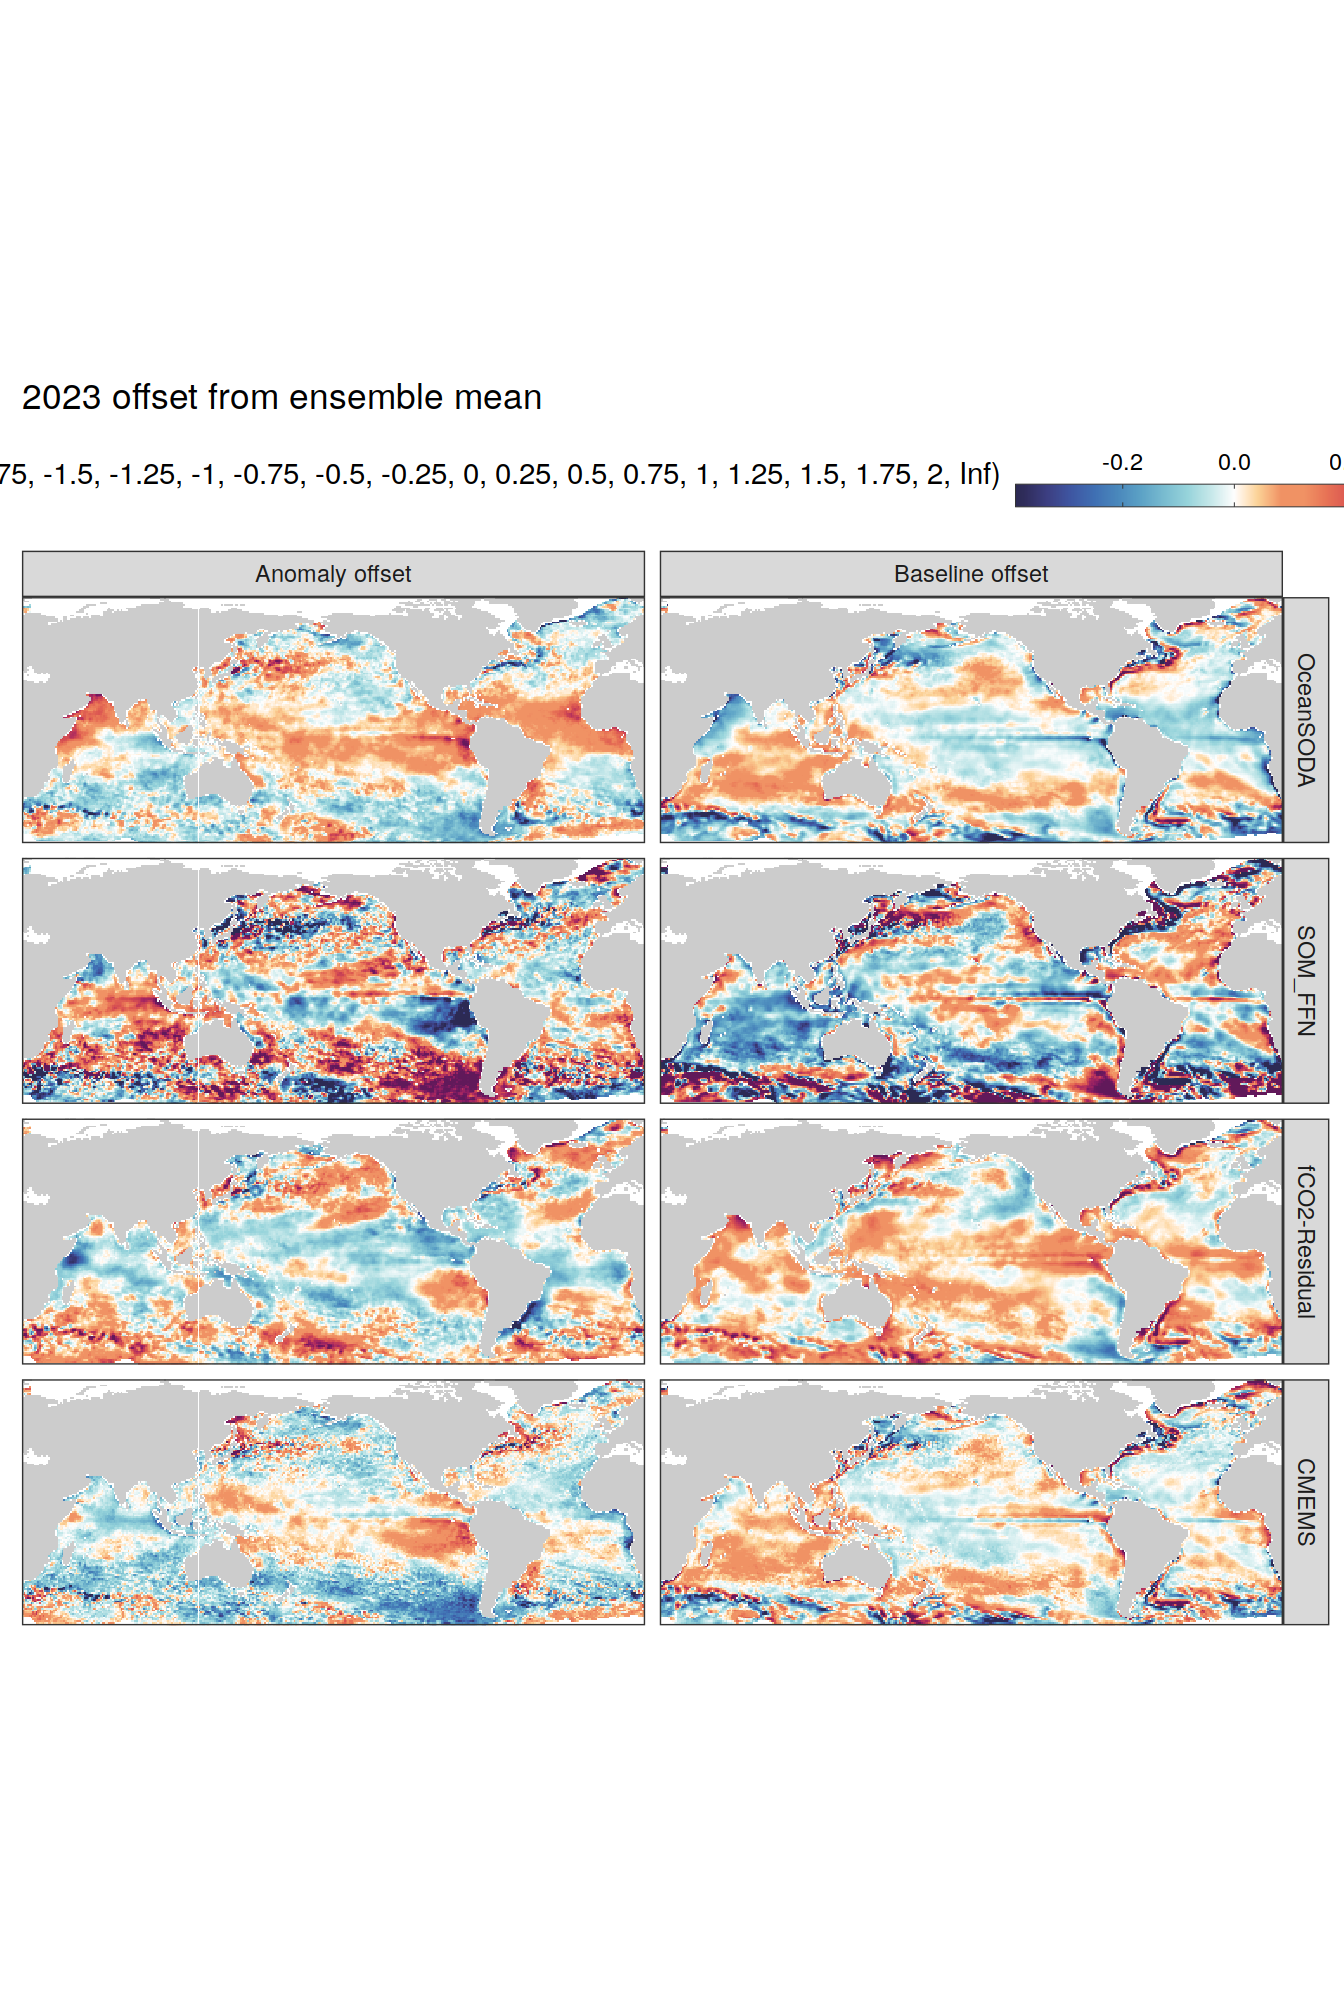 2023 offset from ensemble mean
75, -1.5, -1.25, -1, -0.75, -0.5, -0.25, 0, 0.25, 0.5, 0.75, 1, 1.25, 1.5, 1.75, 2, Inf)
-0.2 0.0 0
Anomaly offset Baseline offset
OceanSODA
SOM_FFN
fCO2-Residual
CMEMS